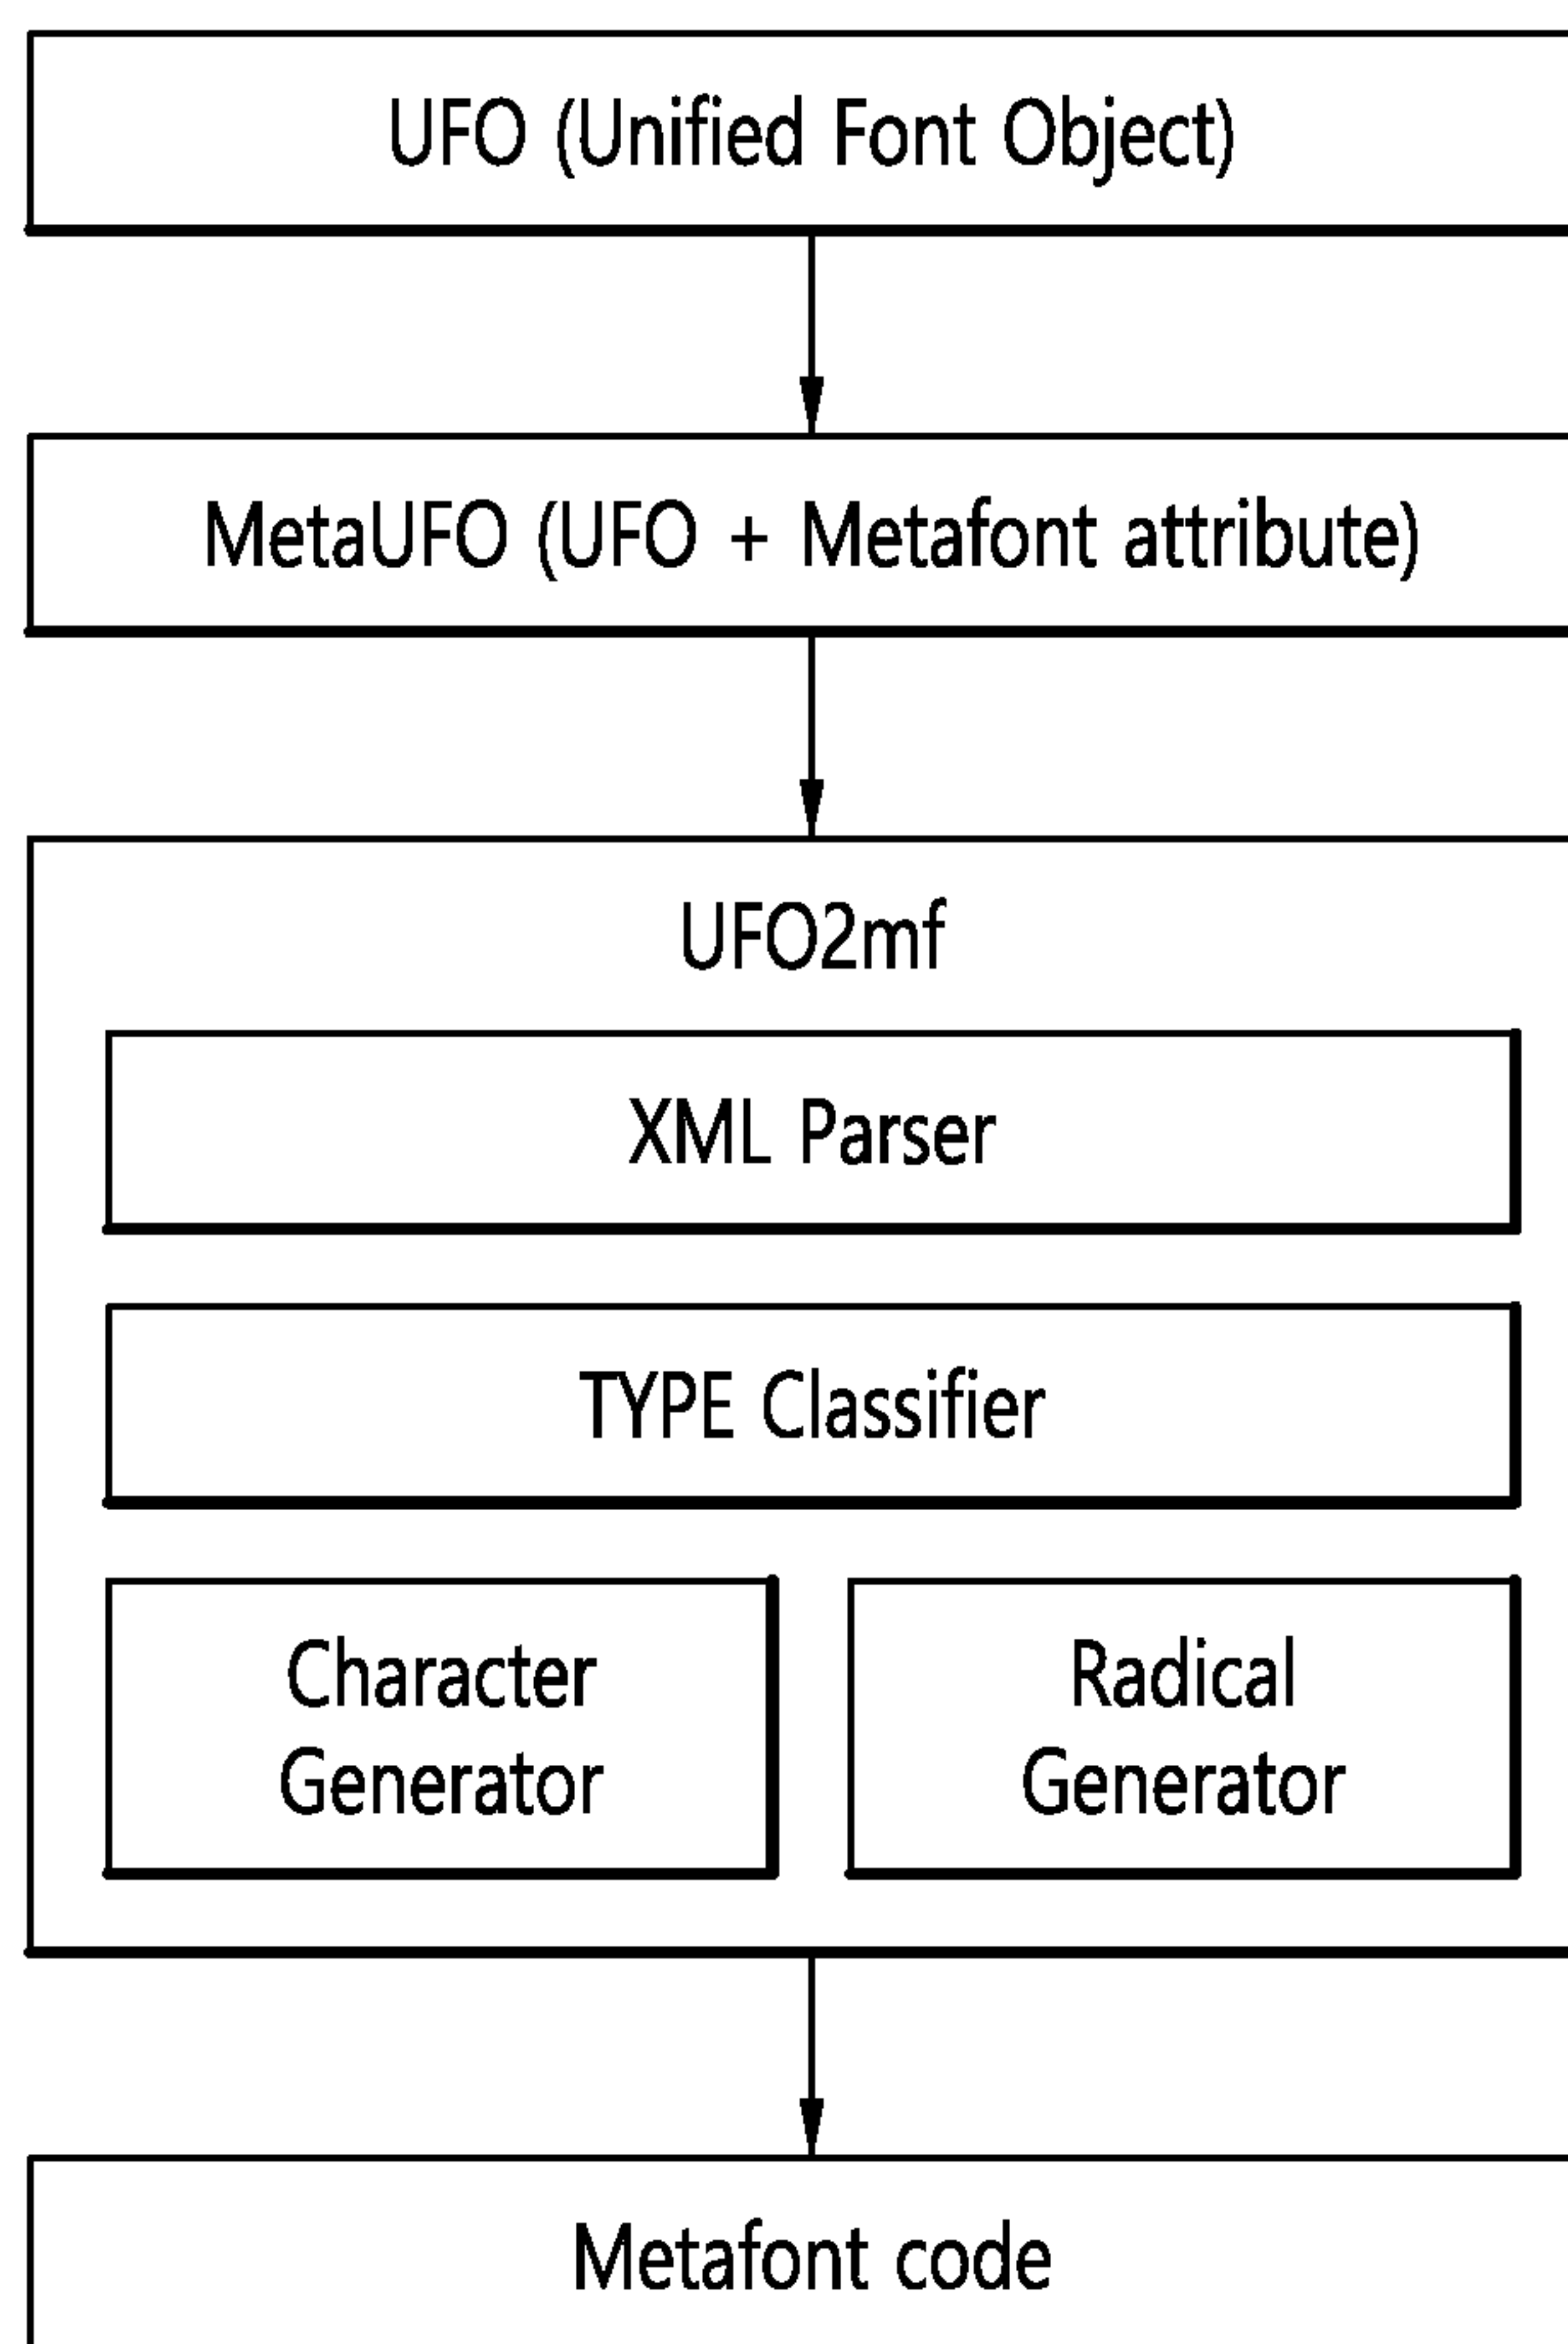 UFO (Unified Font Object)
MetaUFO (UFO + Metafont attribute)
UFO2mf
XML Parser
TYPE Classifier
Character
Generator
Radical
Generator
Metafont code